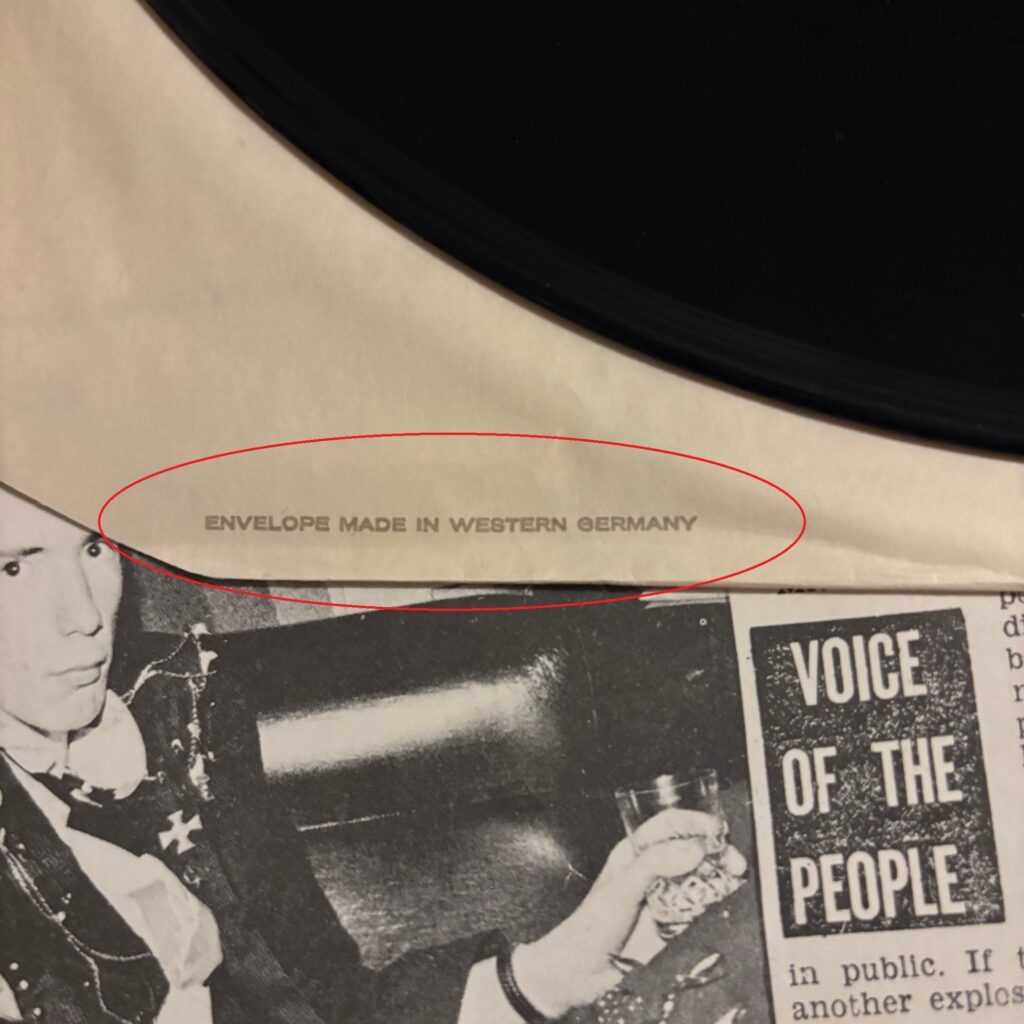 ENVELOPE MADE IN WESTERN GERMANY
VOICE
OF THE
PEOPLE
in public. If
another explos